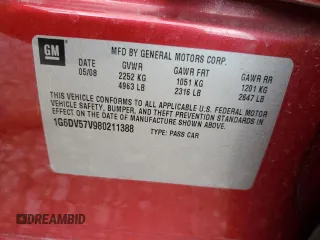 GM
MFD BY GENERAL MOTORS CORP.
DATE GVWR GAWR FRT GAWR RR
05/08 2252 KG 1051 KG 1201 KG
4963 LB 2316 LB 2647 LB
THIS VEHICLE CONFORMS TO ALL APPLICABLE U.S. FEDERAL MOTOR
VEHICLE SAFETY, BUMPER, AND THEFT PREVENTION STANDARDS IN
EFFECT ON THE DATE OF MANUFACTURE SHOWN ABOVE.
1G6DV57V980211388 TYPE: PASS CAR
DREAMBID